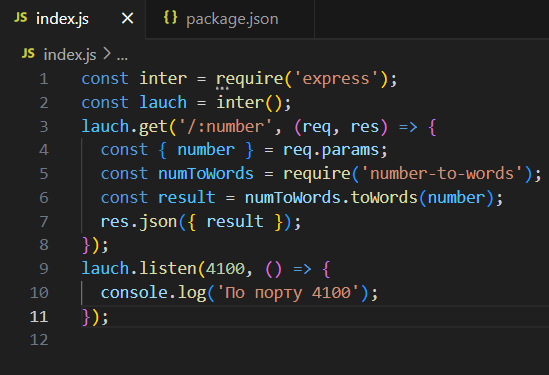 JS index.js × {} package.json
JS index.js > ...
1 const inter = require('express');
2 const lauch = inter();
3 lauch.get('/:number', (req, res) => {
4 const { number } = req.params;
5 const numToWords = require('number-to-words');
6 const result = numToWords.toWords(number);
7 res.json({ result });
8 });
9 lauch.listen(4100, () => {
10 console.log('По порту 4100');
11 });
12